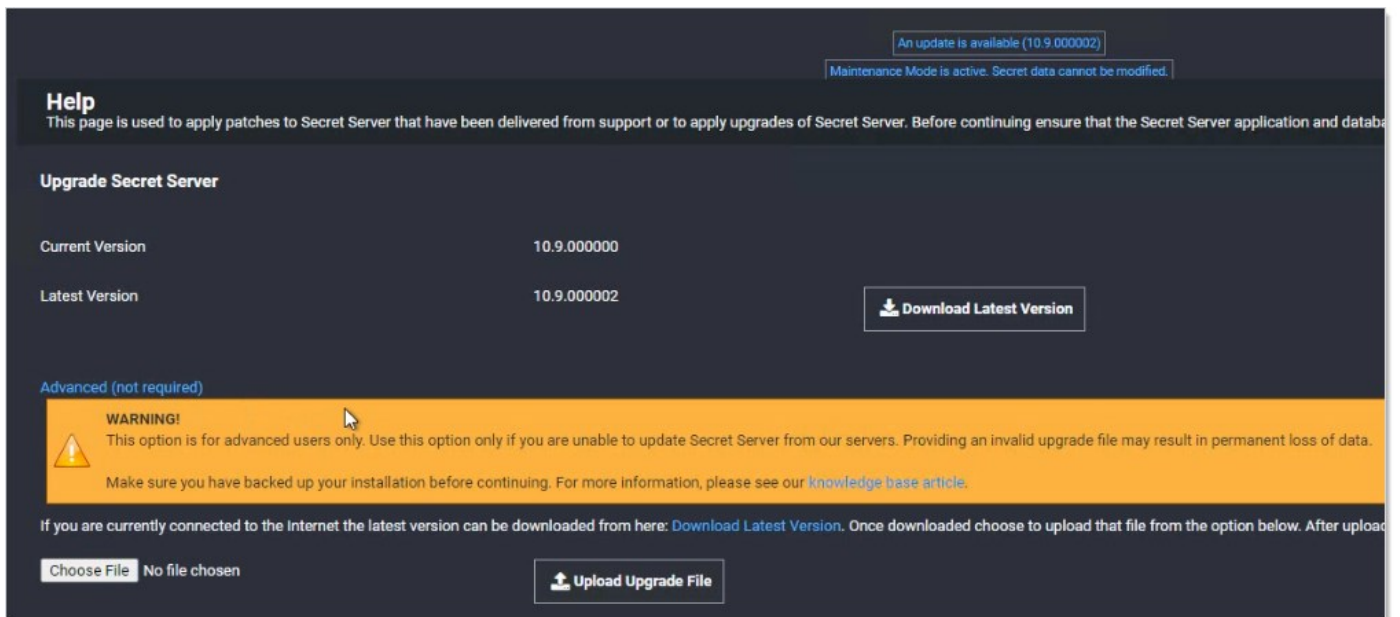 An update is available (10.9.000002)
Maintenance Mode is active. Secret data cannot be modified.
Help
This page is used to apply patches to Secret Server that have been delivered from support or to apply upgrades of Secret Server. Before continuing ensure that the Secret Server application and databa
Upgrade Secret Server
Current Version 10.9.000000
Latest Version 10.9.000002 Download Latest Version
Advanced (not required)
WARNING!
This option is for advanced users only. Use this option only if you are unable to update Secret Server from our servers. Providing an invalid upgrade file may result in permanent loss of data.
Make sure you have backed up your installation before continuing. For more information, please see our knowledge base article.
If you are currently connected to the Internet the latest version can be downloaded from here: Download Latest Version. Once downloaded choose to upload that file from the option below. After upload
Choose File No file chosen Upload Upgrade File